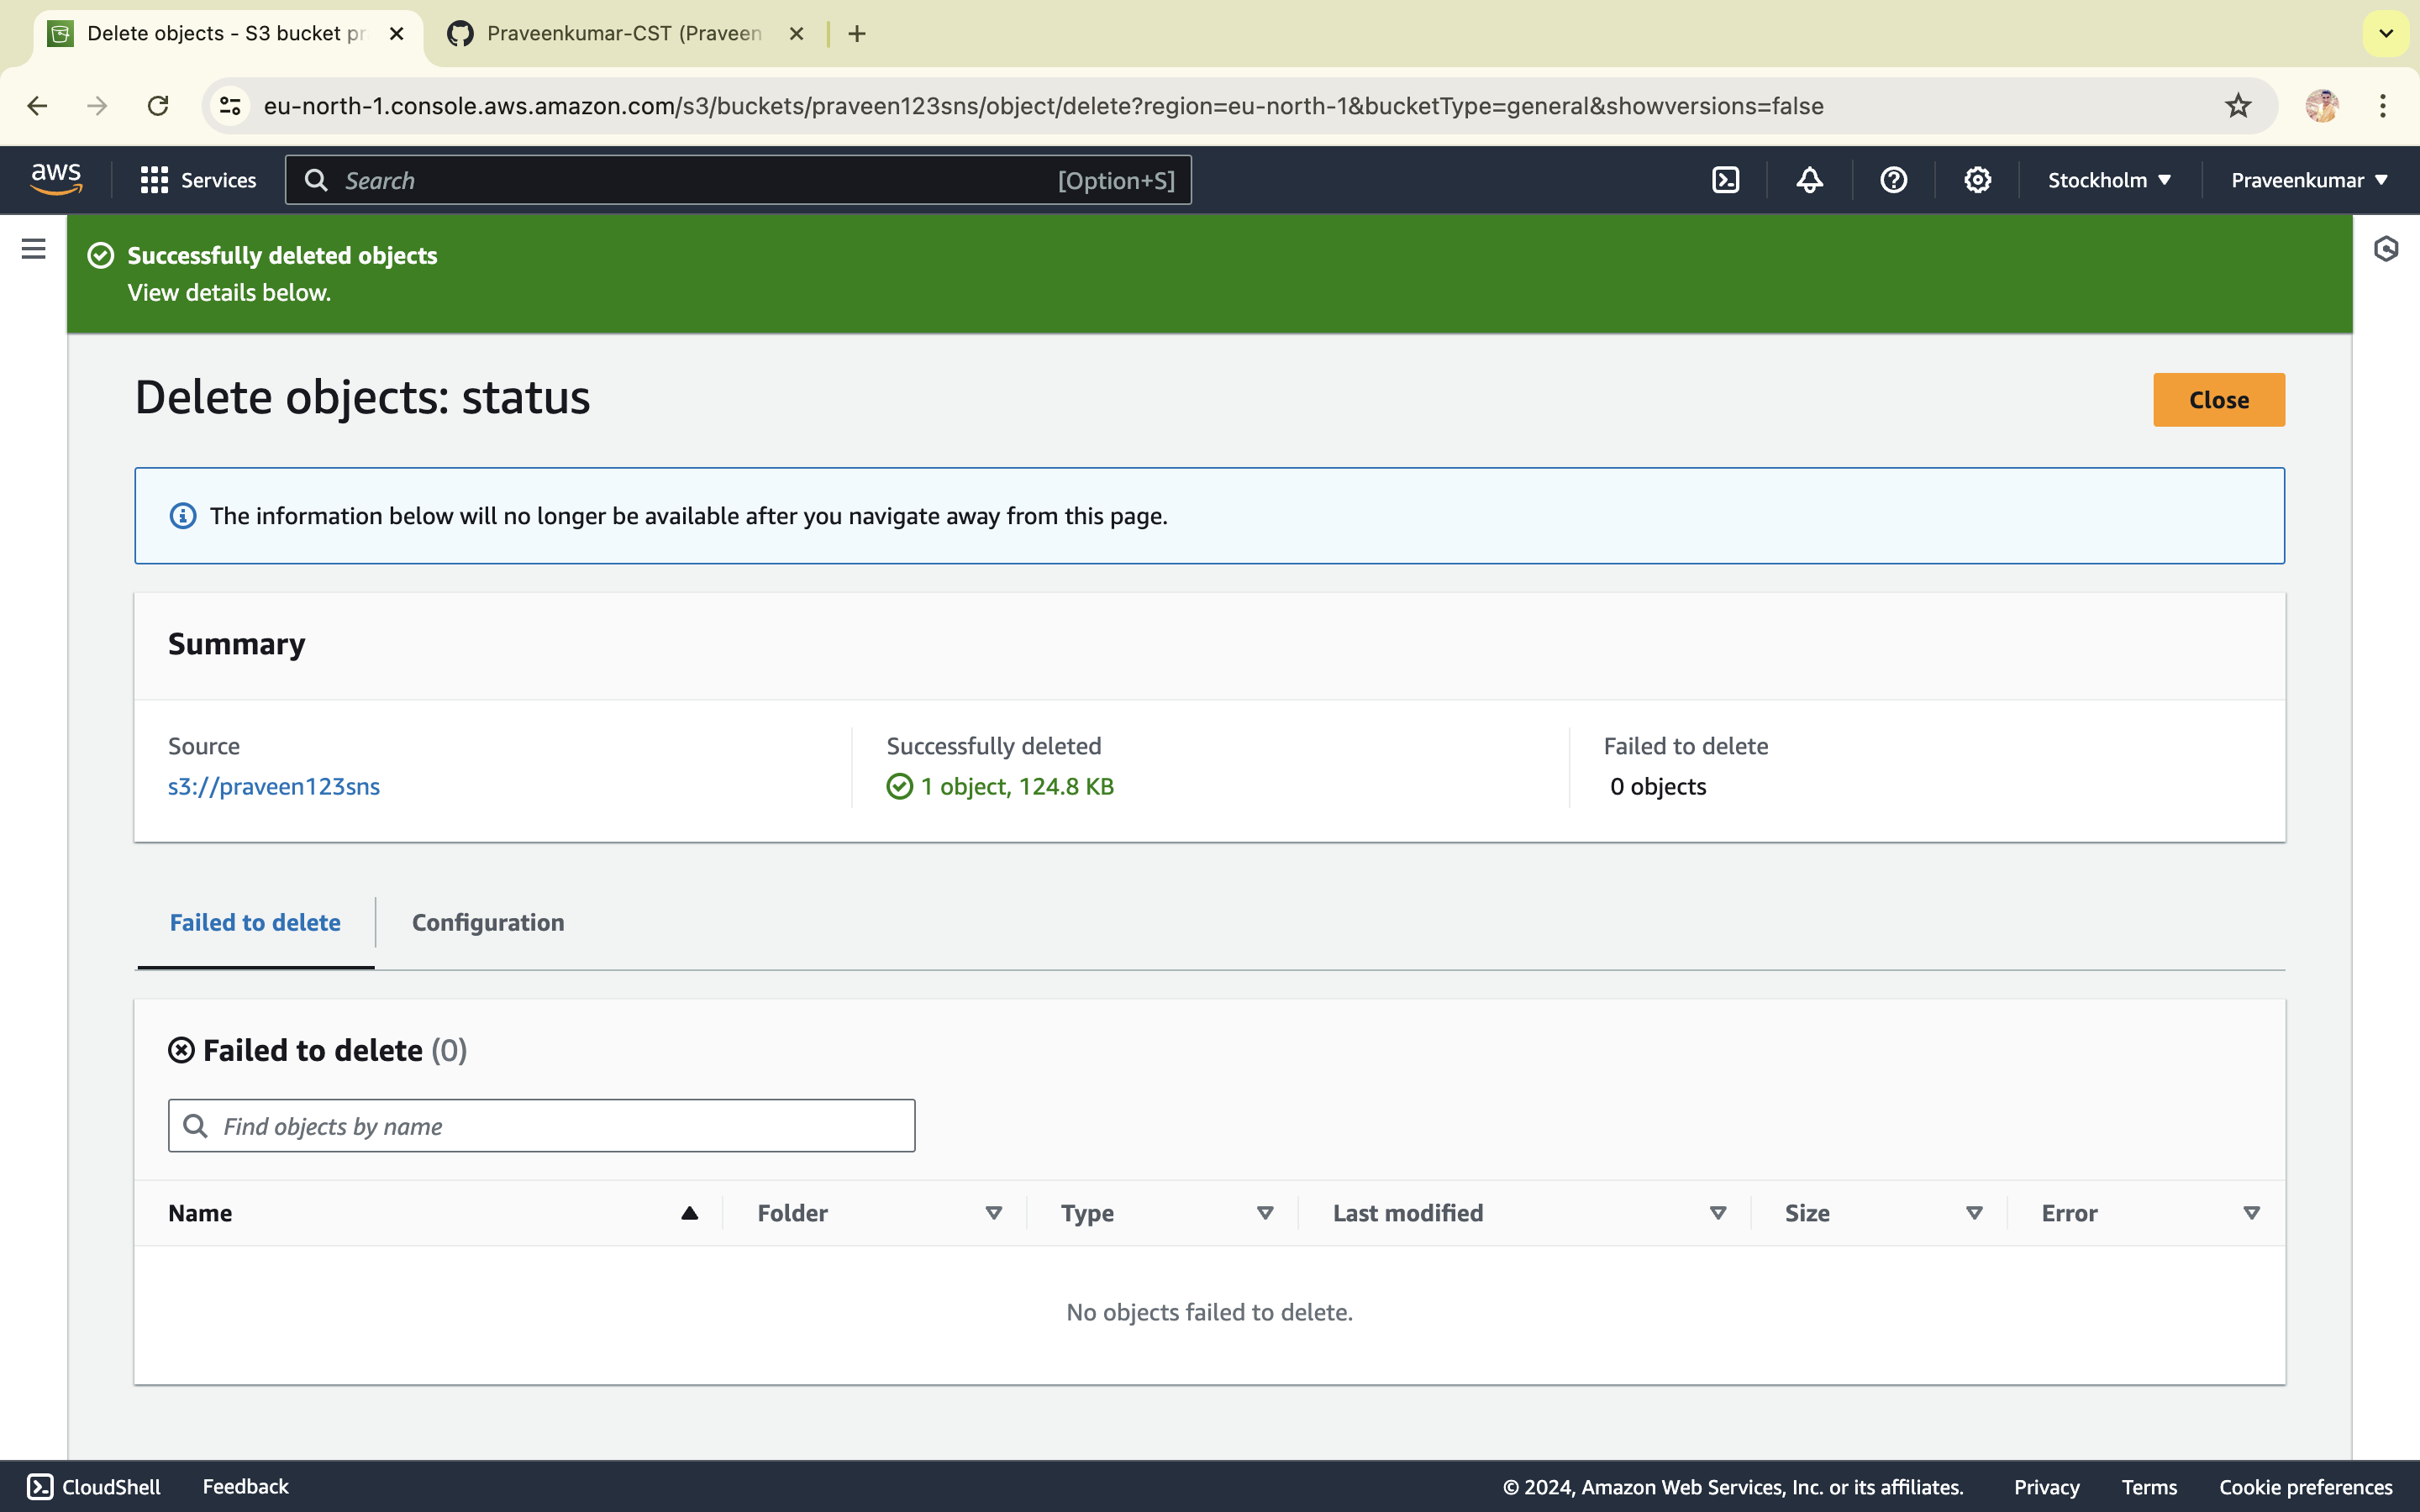 Delete objects - S3 bucket pr
Praveenkumar-CST (Praveen
eu-north-1.console.aws.amazon.com/s3/buckets/praveen123sns/object/delete?region=eu-north-1&bucketType=general&showversions=false
aws
Services
Search
[Option+S]
Stockholm
Praveenkumar
Successfully deleted objects
View details below.
Delete objects: status
Close
The information below will no longer be available after you navigate away from this page.
Summary
Source
s3://praveen123sns
Successfully deleted
1 object, 124.8 KB
Failed to delete
0 objects
Failed to delete
Configuration
Failed to delete (0)
Find objects by name
Name
Folder
Type
Last modified
Size
Error
No objects failed to delete.
CloudShell
Feedback
© 2024, Amazon Web Services, Inc. or its affiliates.
Privacy
Terms
Cookie preferences